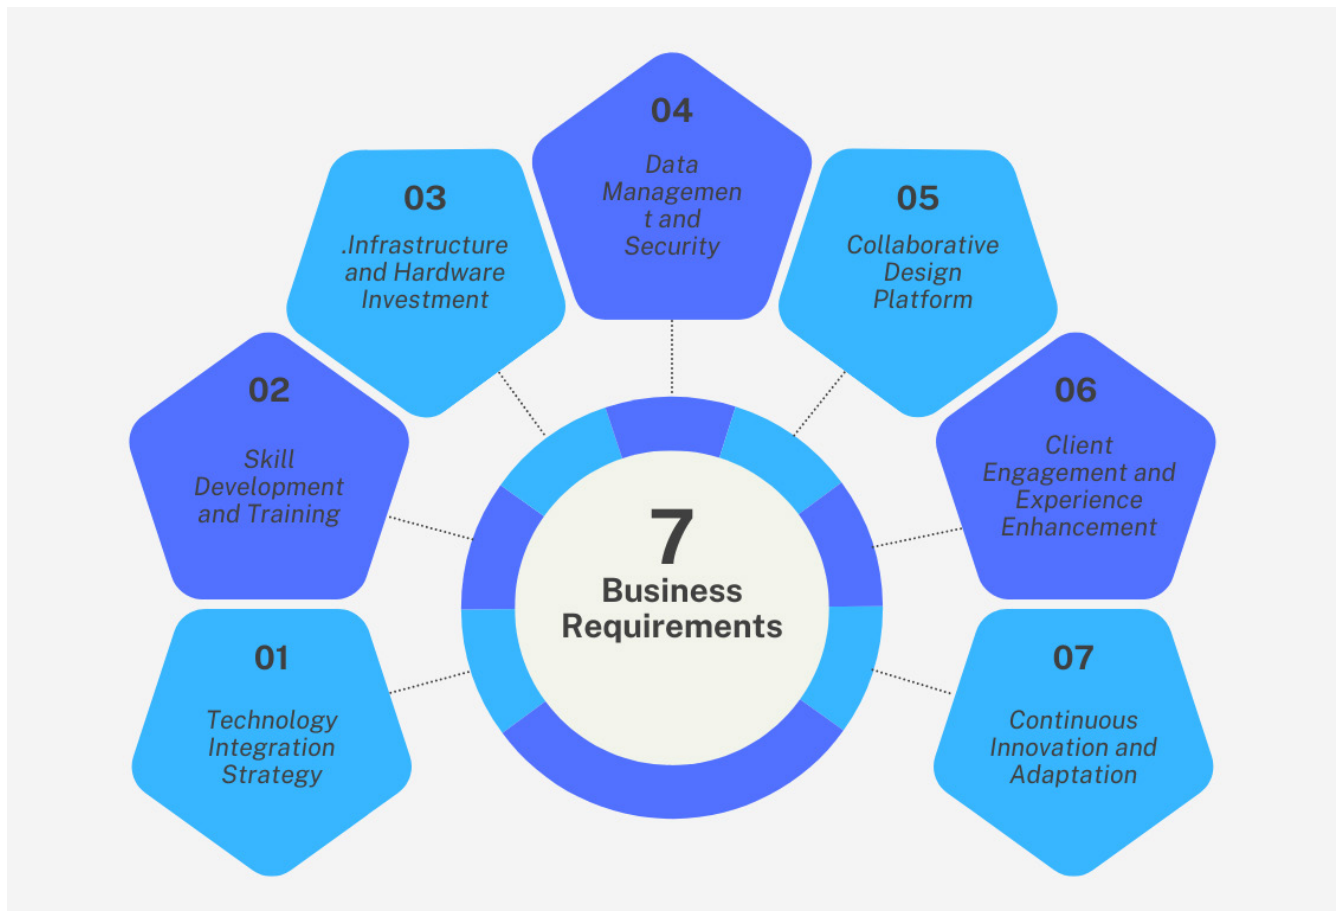 04
Data
Managemen
t and
Security
03
.Infrastructure
and Hardware
Investment
05
Collaborative
Design
Platform
02
Skill
Development
and Training
06
Client
Engagement and
Experience
Enhancement
7
Business
Requirements
01
Technology
Integration
Strategy
07
Continuous
Innovation and
Adaptation